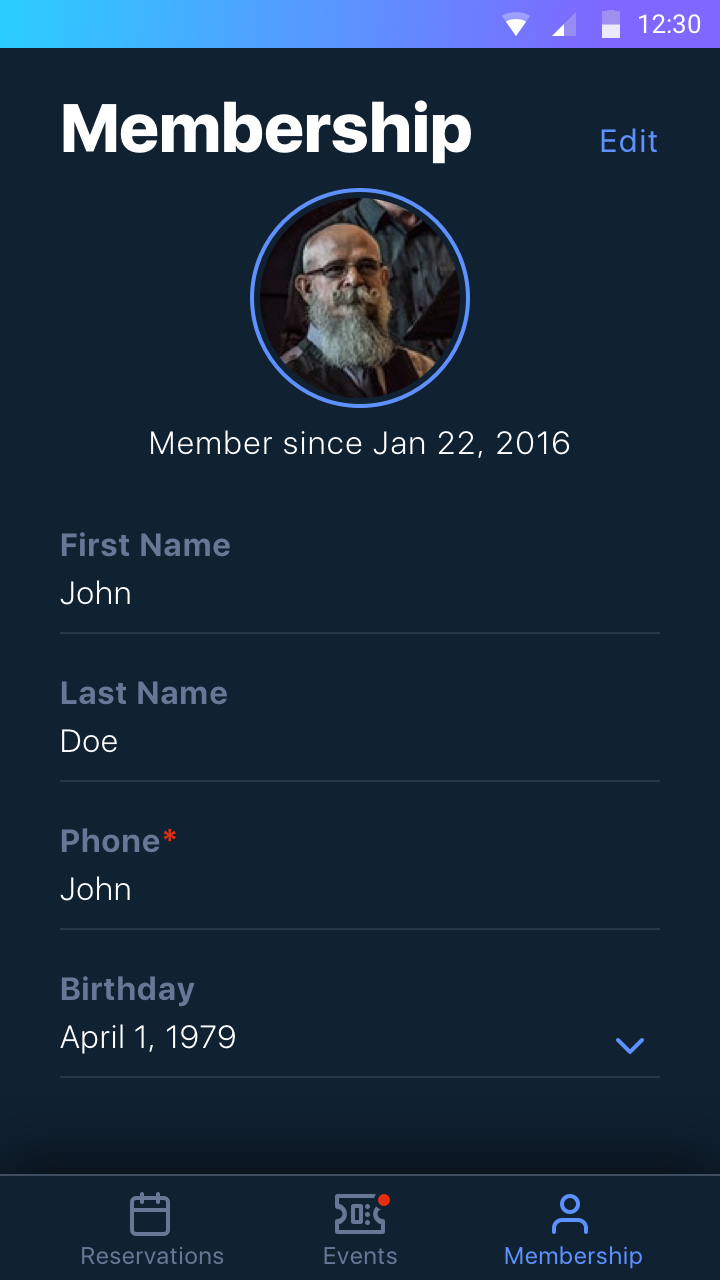 12:30
Membership
Edit
Member since Jan 22, 2016
First Name
John
Last Name
Doe
Phone*
John
Birthday
April 1, 1979
Reservations
Events
Membership